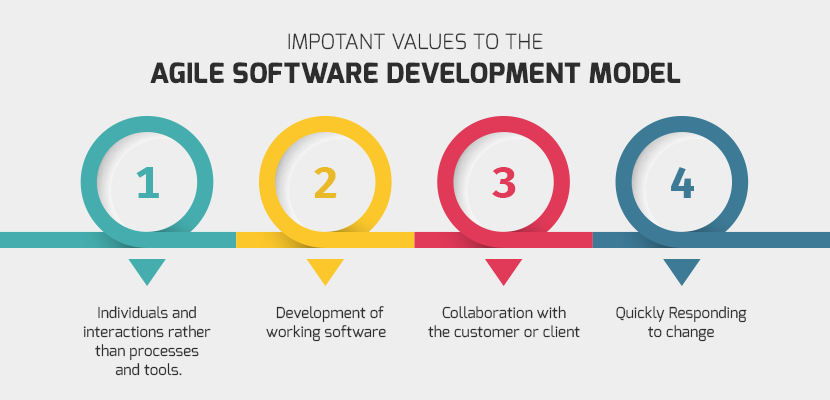 IMPOTANT VALUES TO THE
AGILE SOFTWARE DEVELOPMENT MODEL
1
2
3
4
Individuals and
interactions rather
than processes
and tools.
Development of
working software
Collaboration with
the customer or client
Quickly Responding
to change